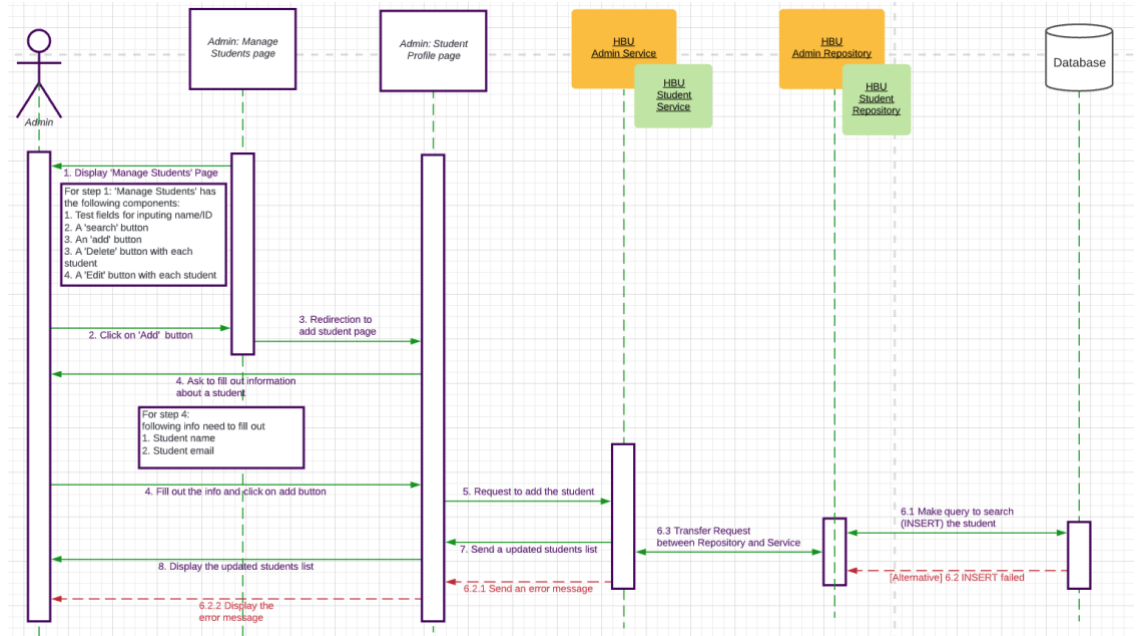 Admin: Manage
Students page
Admin: Student
Profile page
HBU
Admin Service
HBU
Student
Service
HBU
Admin Repository
HBU
Student
Repository
Database
Admin
1. Display 'Manage Students' Page
For step 1: 'Manage Students' has
the following components:
1. Test fields for inputing name/ID
2. A 'search' button
3. An 'add' button
3. A 'Delete' button with each
student
4. A 'Edit' button with each student
2. Click on 'Add'  button
3. Redirection to
add student page
4. Ask to fill out information
about a student
For step 4:
following info need to fill out
1. Student name
2. Student email
4. Fill out the info and click on add button
5. Request to add the student
6.1 Make query to search
(INSERT) the student
6.3 Transfer Request
between Repository and Service
7. Send a updated students list
8. Display the updated students list
[Alternative] 6.2 INSERT failed
6.2.1 Send an error message
6.2.2 Display the
error message